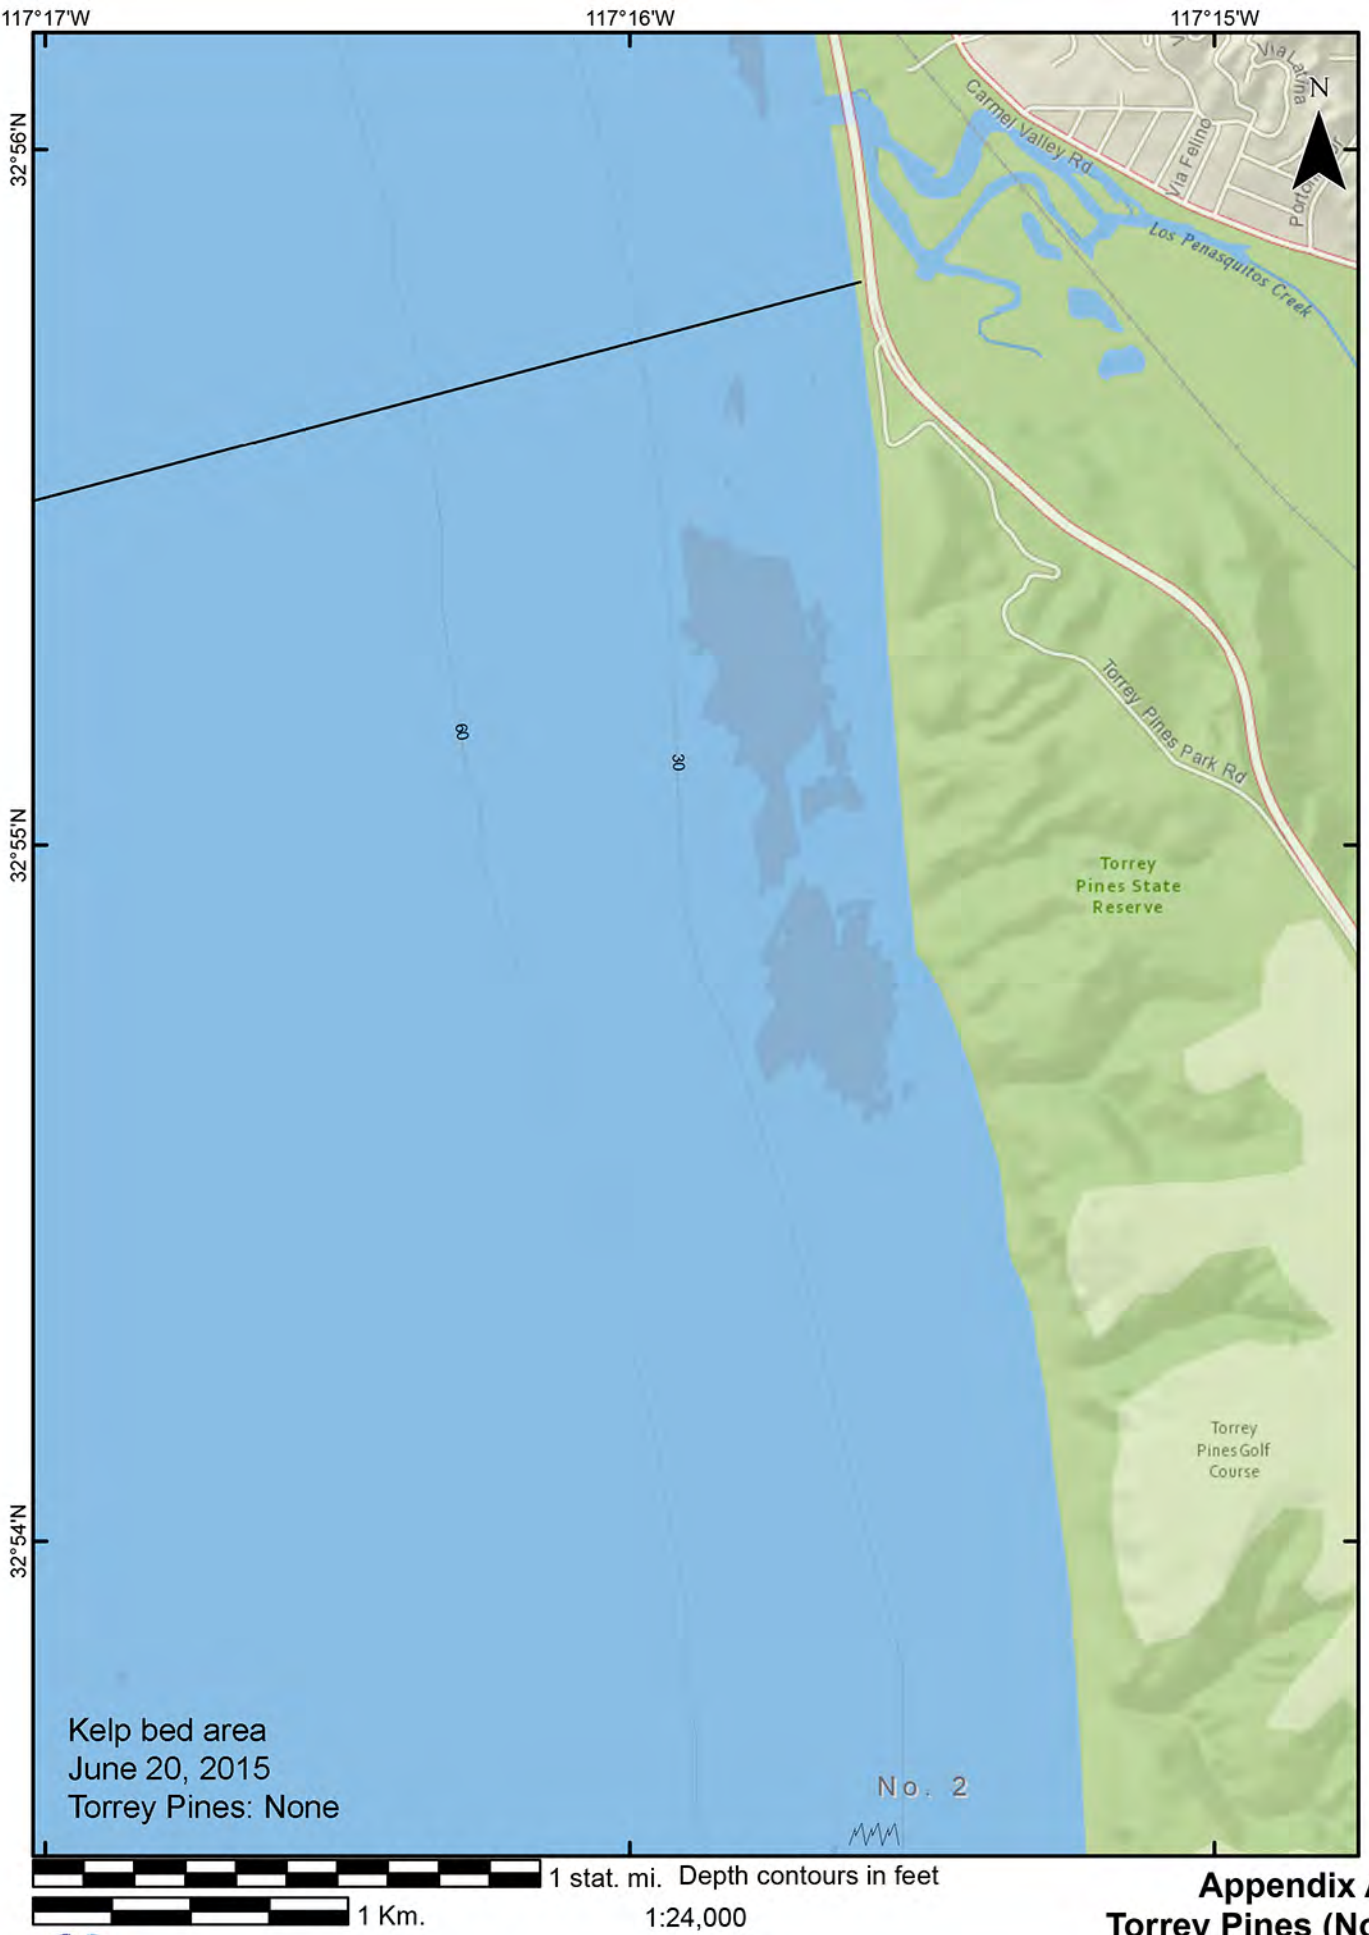 117°17'W
117°16'W
117°15'W
32°56'N
32°55'N
32°54'N
Via Latina
N
Carmel Valley Rd
Via Felino
Los Penasquitos Creek
60
30
Torrey Pines Park Rd
Torrey
Pines State
Reserve
Torrey
Pines Golf
Course
Kelp bed area
June 20, 2015
Torrey Pines: None
No. 2
1 stat. mi.
Depth contours in feet
1 Km.
1:24,000
Appendix
Torrey Pines